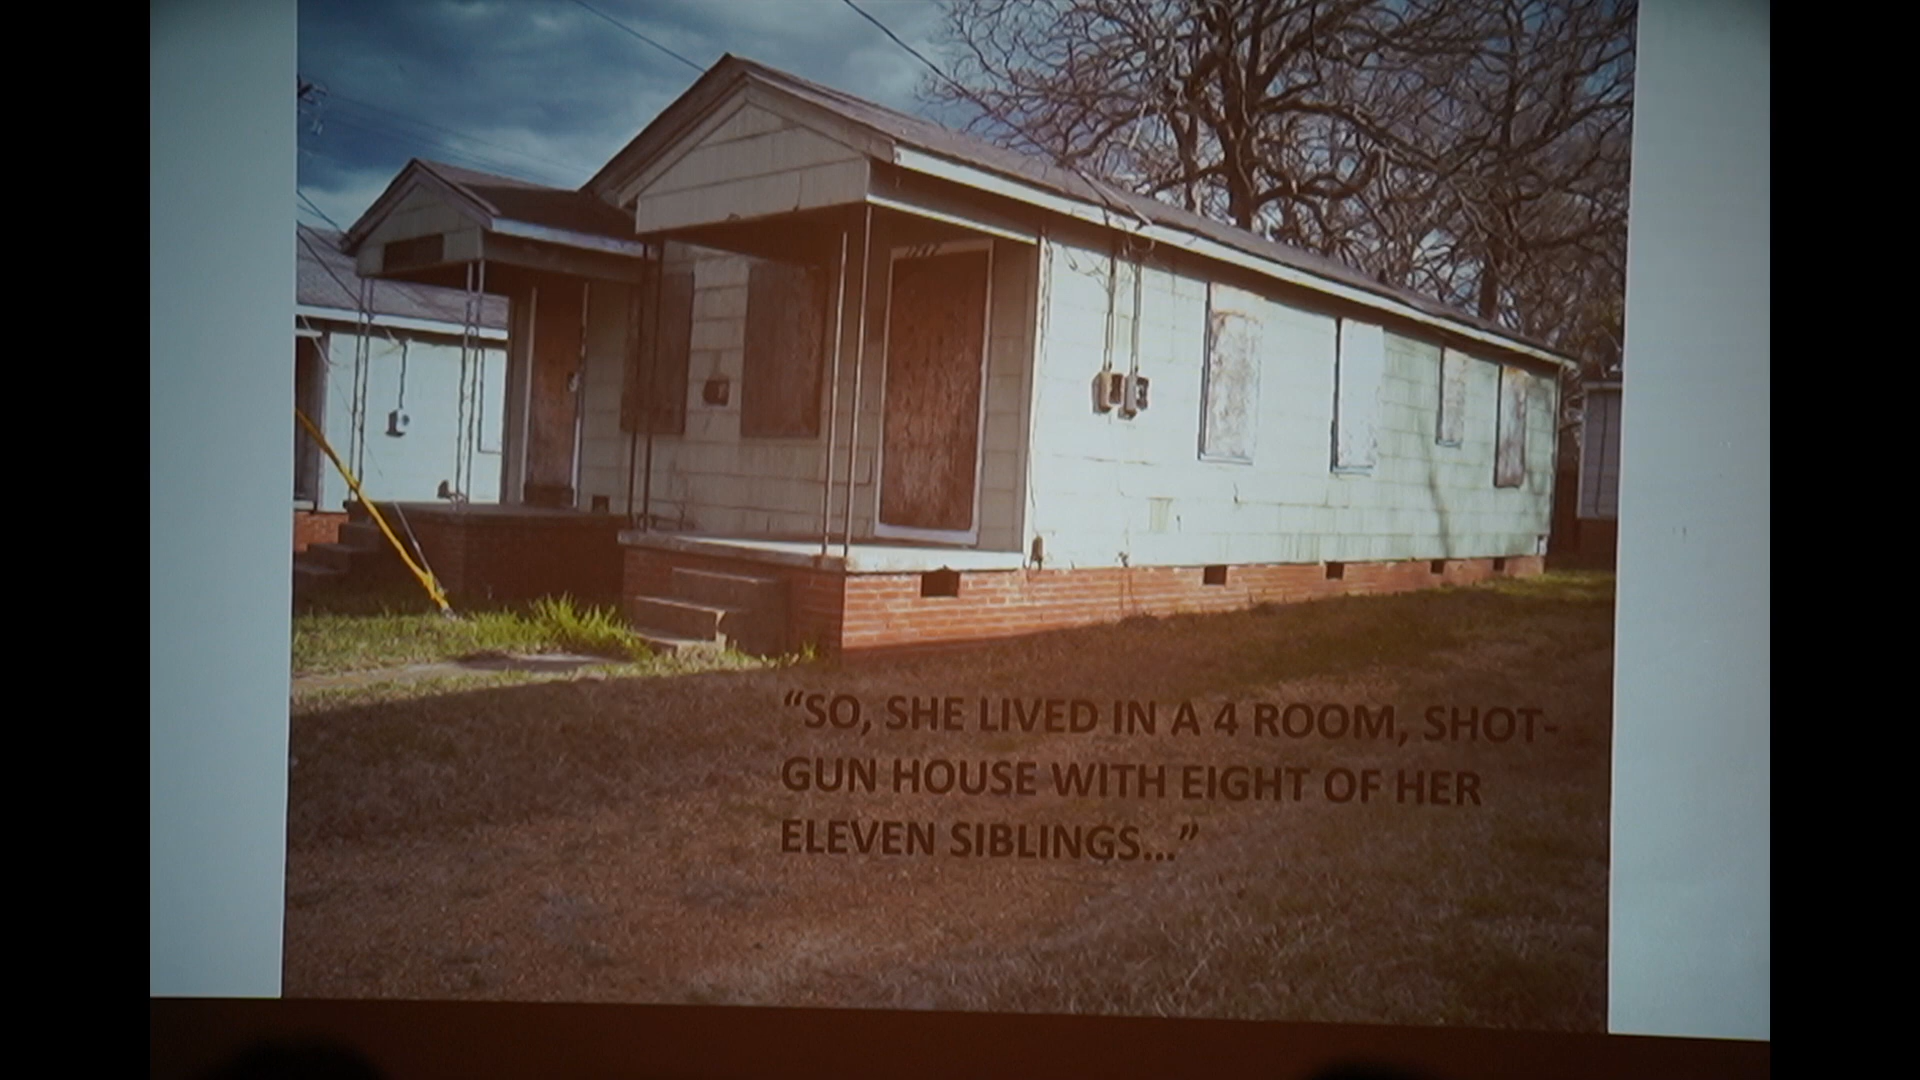 “SO, SHE LIVED IN A 4 ROOM, SHOT-
GUN HOUSE WITH EIGHT OF HER
ELEVEN SIBLINGS...”